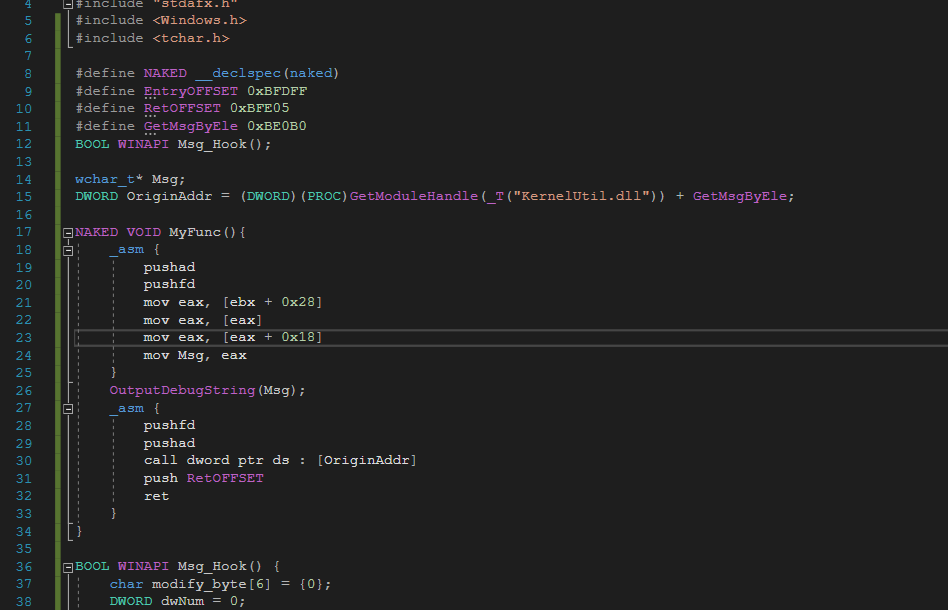 4 #include "stdafx.h"
5 #include <Windows.h>
6 #include <tchar.h>
7
8 #define NAKED __declspec(naked)
9 #define EntryOFFSET 0xBFDFF
10 #define RetOFFSET 0xBFE05
11 #define GetMsgByEle 0xBE0B0
12 BOOL WINAPI Msg_Hook();
13
14 wchar_t* Msg;
15 DWORD OriginAddr = (DWORD)(PROC)GetModuleHandle(_T("KernelUtil.dll")) + GetMsgByEle;
16
17 NAKED VOID MyFunc(){
18 _asm {
19 pushad
20 pushfd
21 mov eax, [ebx + 0x28]
22 mov eax, [eax]
23 mov eax, [eax + 0x18]
24 mov Msg, eax
25 }
26 OutputDebugString(Msg);
27 _asm {
28 pushfd
29 pushad
30 call dword ptr ds : [OriginAddr]
31 push RetOFFSET
32 ret
33 }
34 }
35
36 BOOL WINAPI Msg_Hook() {
37 char modify_byte[6] = {0};
38 DWORD dwNum = 0;